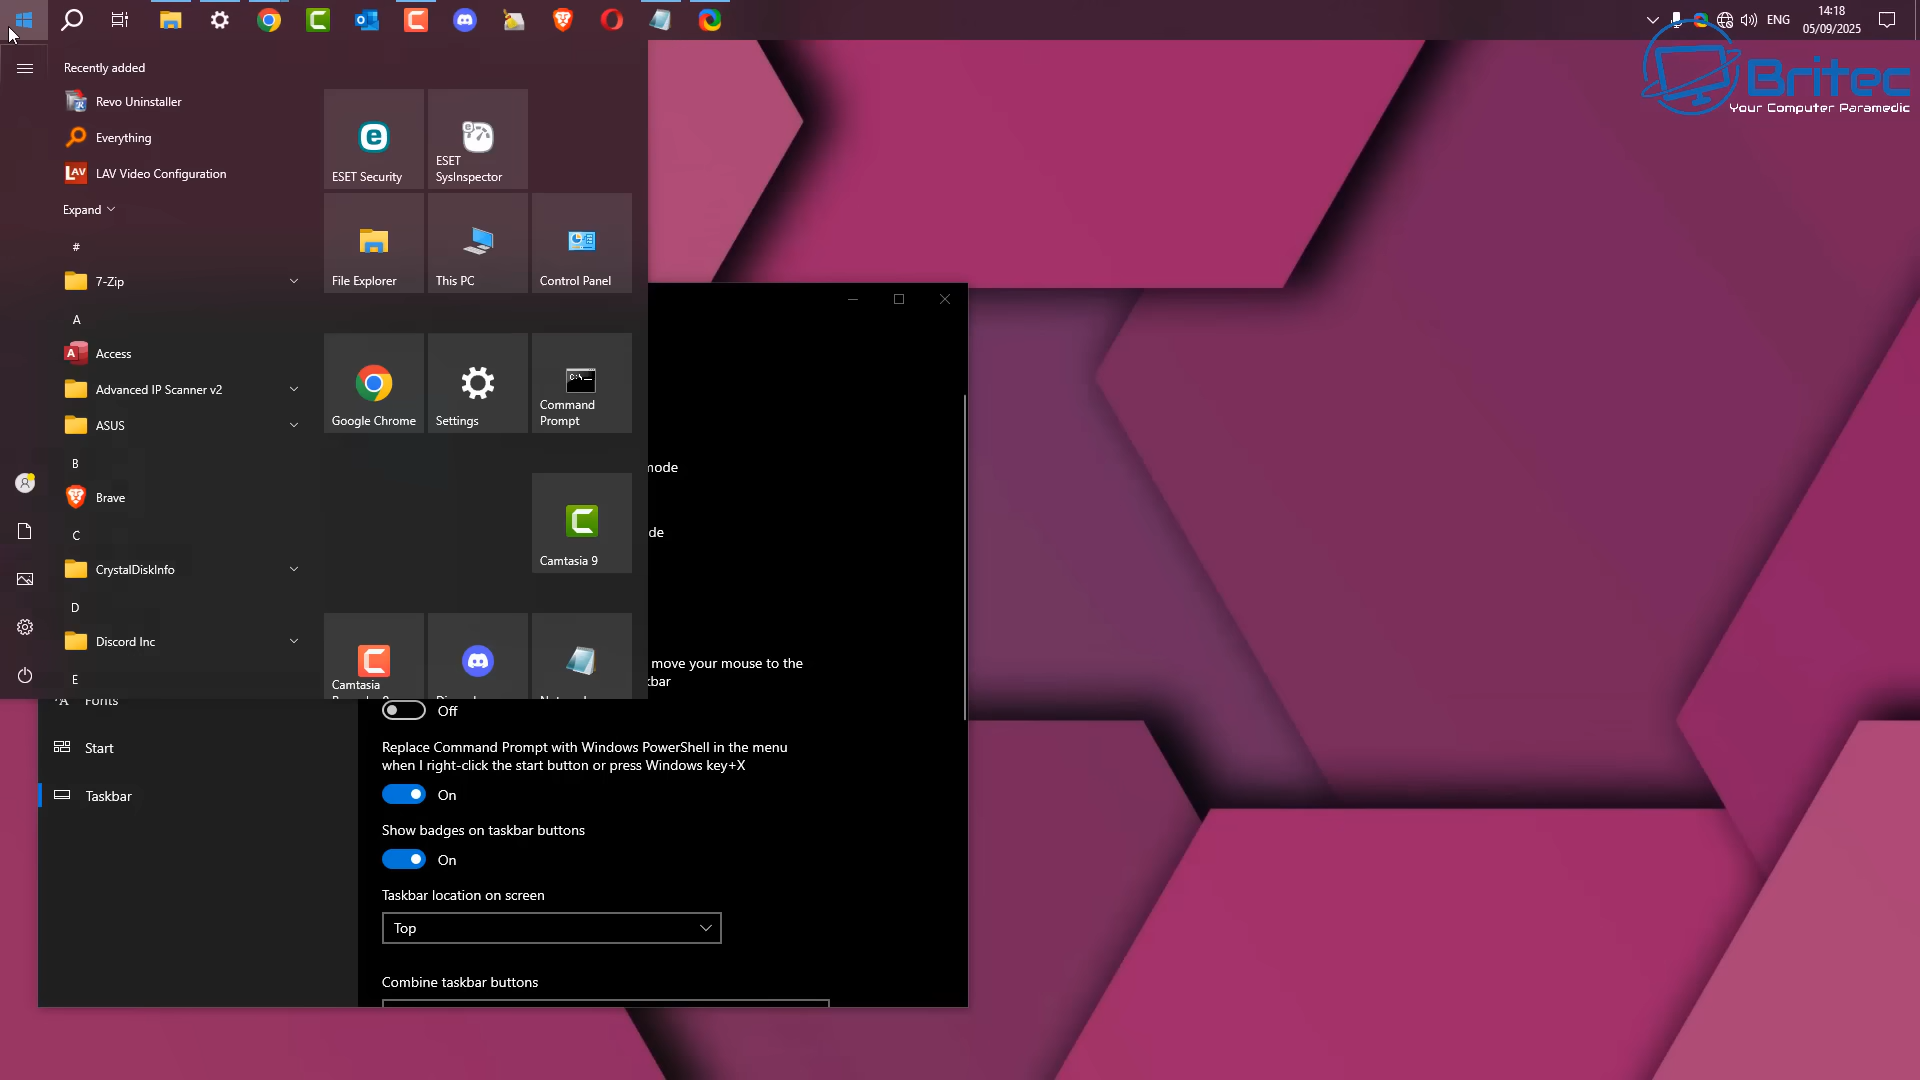 ENG
14:18
05/09/2025
Britec
Your Computer Paramedic
Recently added
Revo Uninstaller
Everything
LAV
LAV Video Configuration
Expand
#
7-Zip
A
Access
Advanced IP Scanner v2
ASUS
B
Brave
C
CrystalDiskInfo
D
Discord Inc
E
ESET Security
ESET
SysInspector
File Explorer
This PC
Control Panel
Google Chrome
Settings
Command
Prompt
Camtasia 9
Camtasia
mode
de
move your mouse to the
kbar
Off
Replace Command Prompt with Windows PowerShell in the menu
when I right-click the start button or press Windows key+X
On
Show badges on taskbar buttons
On
Taskbar location on screen
Top
Combine taskbar buttons
Fonts
Start
Taskbar